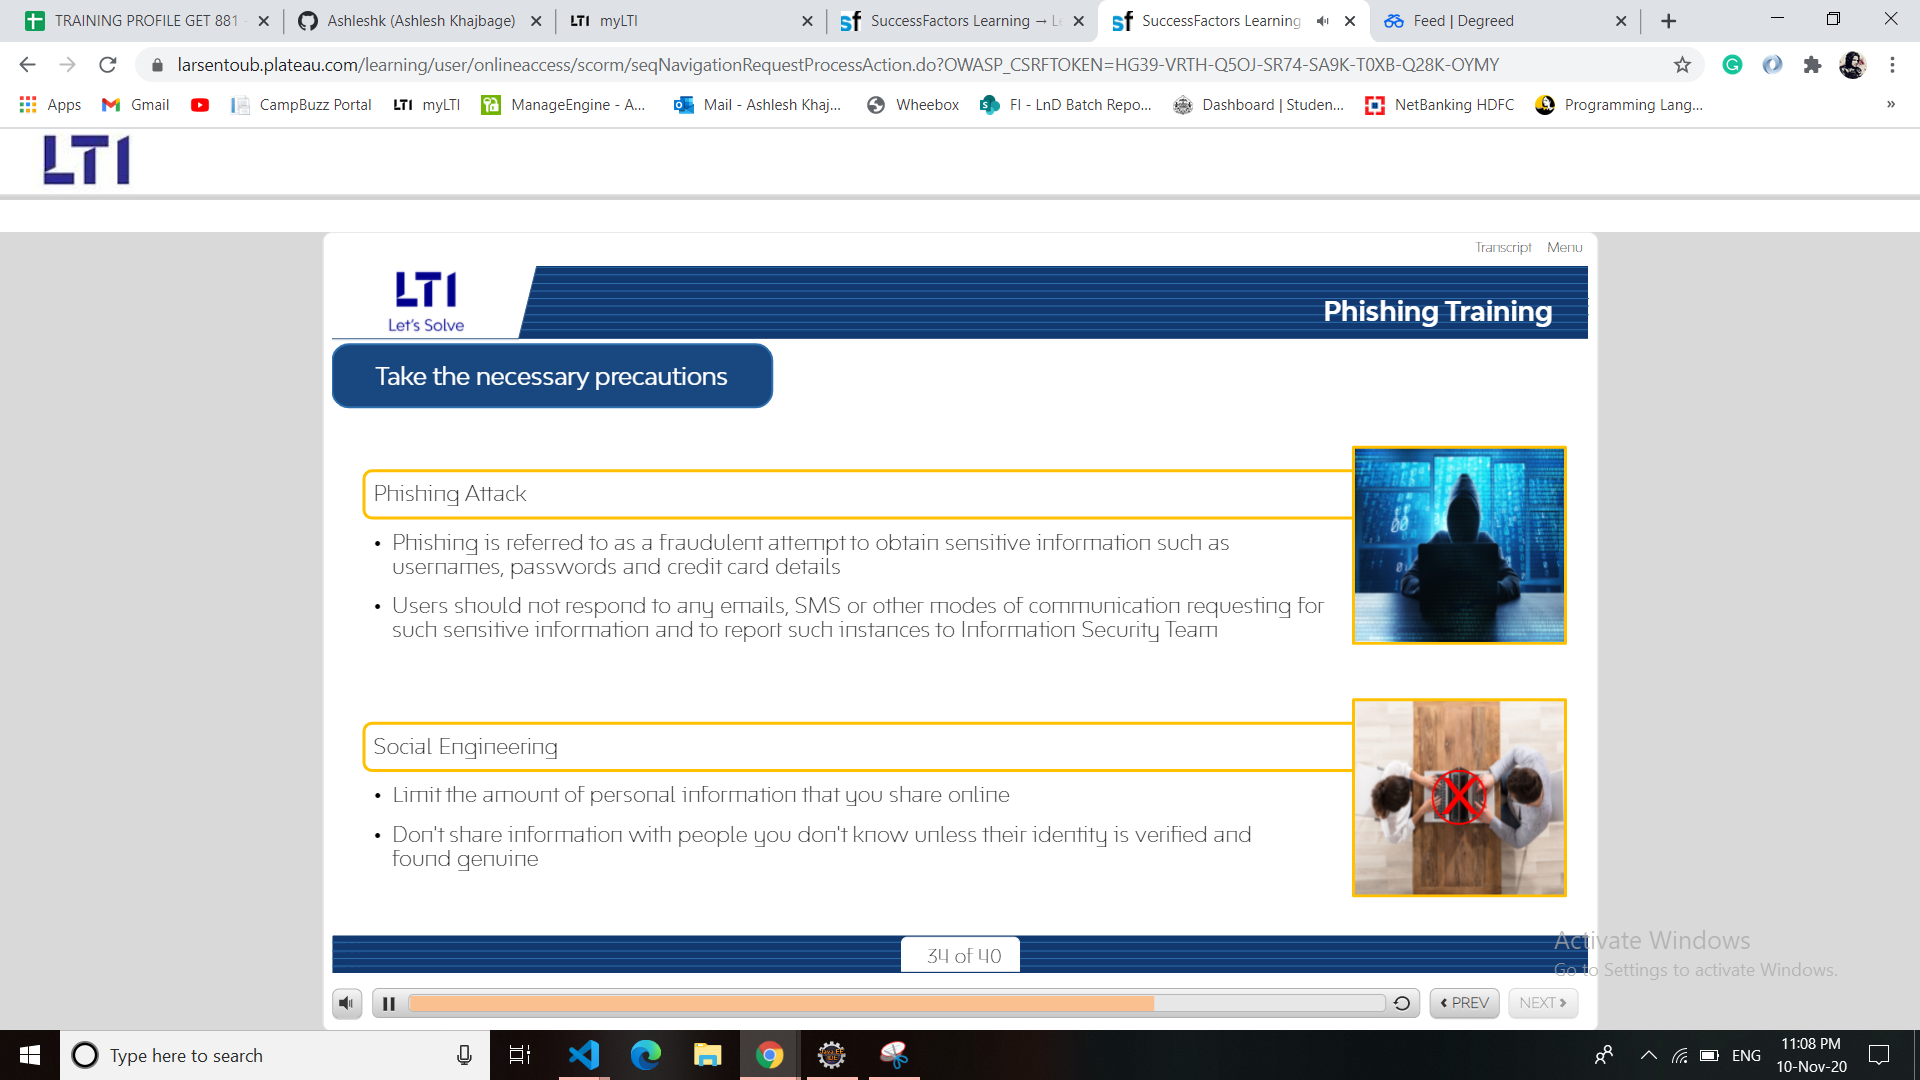 TRAINING PROFILE GET 881
Ashleshk (Ashlesh Khajbage)
LTI myLTI
SuccessFactors Learning → L
SuccessFactors Learning
Feed | Degreed
larsentoub.plateau.com/learning/user/onlineaccess/scorm/seqNavigationRequestProcessAction.do?OWASP_CSRFTOKEN=HG39-VRTH-Q5OJ-SR74-SA9K-T0XB-Q28K-OYMY
Apps
Gmail
CampBuzz Portal
LTI myLTI
ManageEngine - A...
Mail - Ashlesh Khaj...
Wheebox
FI - LnD Batch Repo...
Dashboard | Studen...
NetBanking HDFC
Programming Lang...
»
LTI
Transcript Menu
LTI
Let's Solve
Phishing Training
Take the necessary precautions
Phishing Attack
• Phishing is referred to as a fraudulent attempt to obtain sensitive information such as
usernames, passwords and credit card details
• Users should not respond to any emails, SMS or other modes of communication requesting for
such sensitive information and to report such instances to Information Security Team
Social Engineering
• Limit the amount of personal information that you share online
• Don't share information with people you don't know unless their identity is verified and
found genuine
34 of 40
Activate Windows
Go to Settings to activate Windows.
PREV
NEXT
Type here to search
ENG
11:08 PM
10-Nov-20